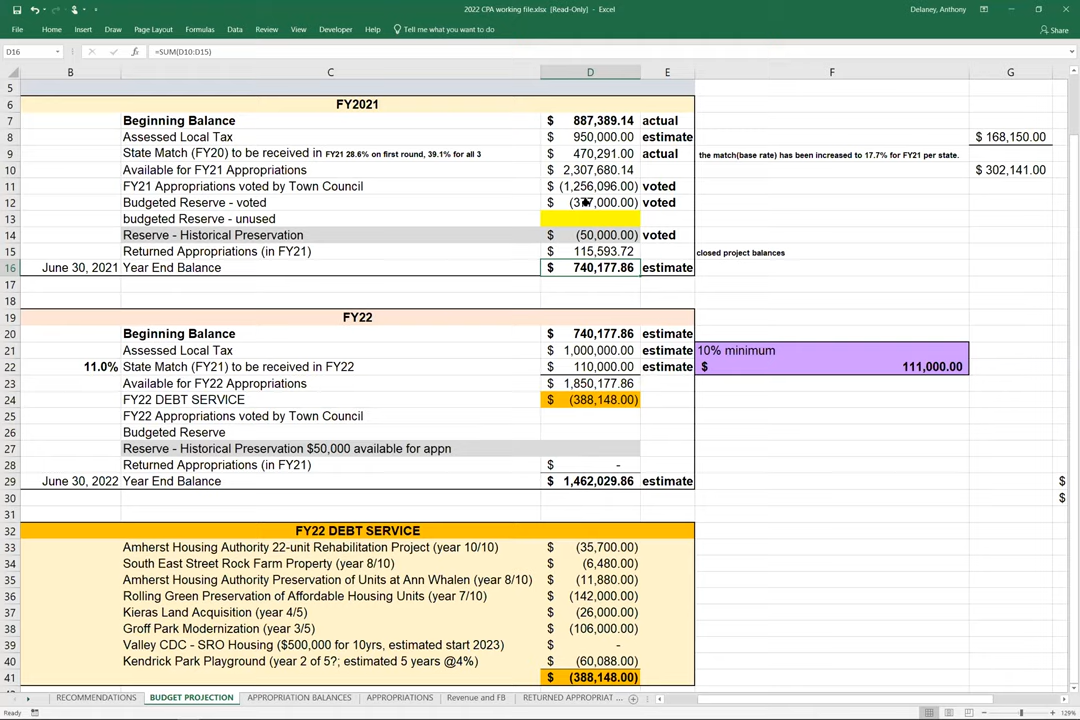 2022 CPA working file.xlsx [Read-Only] - Excel
Delaney, Anthony
File Home Insert Draw Page Layout Formulas Data Review View Developer Help Tell me what you want to do Share
D16 fx =SUM(D10:D15)
B C D E F G
5
6 FY2021
7 Beginning Balance $ 887,389.14 actual
8 Assessed Local Tax $ 950,000.00 estimate $ 168,150.00
9 State Match (FY20) to be received in FY21 28.6% on first round, 39.1% for all 3 $ 470,291.00 actual the match(base rate) has been increased to 17.7% for FY21 per state.
10 Available for FY21 Appropriations $ 2,307,680.14 $ 302,141.00
11 FY21 Appropriations voted by Town Council $ (1,256,096.00) voted
12 Budgeted Reserve - voted $ voted
13 budgeted Reserve - unused
14 Reserve - Historical Preservation $ (50,000.00) voted
15 Returned Appropriations (in FY21) $ 115,593.72 closed project balances
16 June 30, 2021 Year End Balance $ 740,177.86 estimate
17
18
19 FY22
20 Beginning Balance $ 740,177.86 estimate
21 Assessed Local Tax $ 1,000,000.00 estimate 10% minimum
22 11.0% State Match (FY21) to be received in FY22 $ 110,000.00 estimate $ 111,000.00
23 Available for FY22 Appropriations $ 1,850,177.86
24 FY22 DEBT SERVICE $ (388,148.00)
25 FY22 Appropriations voted by Town Council
26 Budgeted Reserve
27 Reserve - Historical Preservation $50,000 available for appn
28 Returned Appropriations (in FY21) $ -
29 June 30, 2022 Year End Balance $ 1,462,029.86 estimate $
30 $
31
32 FY22 DEBT SERVICE
33 Amherst Housing Authority 22-unit Rehabilitation Project (year 10/10) $ (35,700.00)
34 South East Street Rock Farm Property (year 8/10) $ (6,480.00)
35 Amherst Housing Authority Preservation of Units at Ann Whalen (year 8/10) $ (11,880.00)
36 Rolling Green Preservation of Affordable Housing Units (year 7/10) $ (142,000.00)
37 Kieras Land Acquisition (year 4/5) $ (26,000.00)
38 Groff Park Modernization (year 3/5) $ (106,000.00)
39 Valley CDC - SRO Housing ($500,000 for 10yrs, estimated start 2023) $ -
40 Kendrick Park Playground (year 2 of 5?; estimated 5 years @4%) $ (60,088.00)
41 $ (388,148.00)
RECOMMENDATIONS BUDGET PROJECTION APPROPRIATION BALANCES APPROPRIATIONS Revenue and FB RETURNED APPROPRIAT ...
Ready 129%